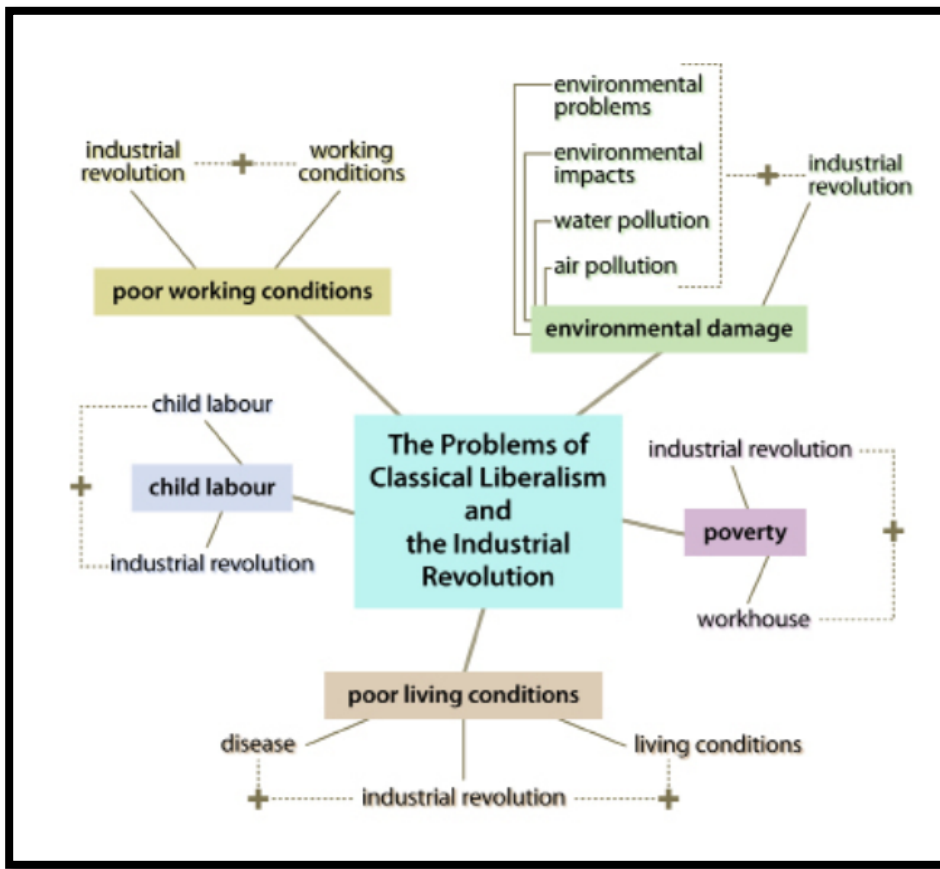 environmental
problems
industrial
revolution
working
conditions
environmental
impacts
industrial
revolution
water pollution
air pollution
poor working conditions
environmental damage
child labour
The Problems of
Classical Liberalism
and
the Industrial
Revolution
industrial revolution
child labour
poverty
industrial revolution
workhouse
poor living conditions
disease
living conditions
industrial revolution